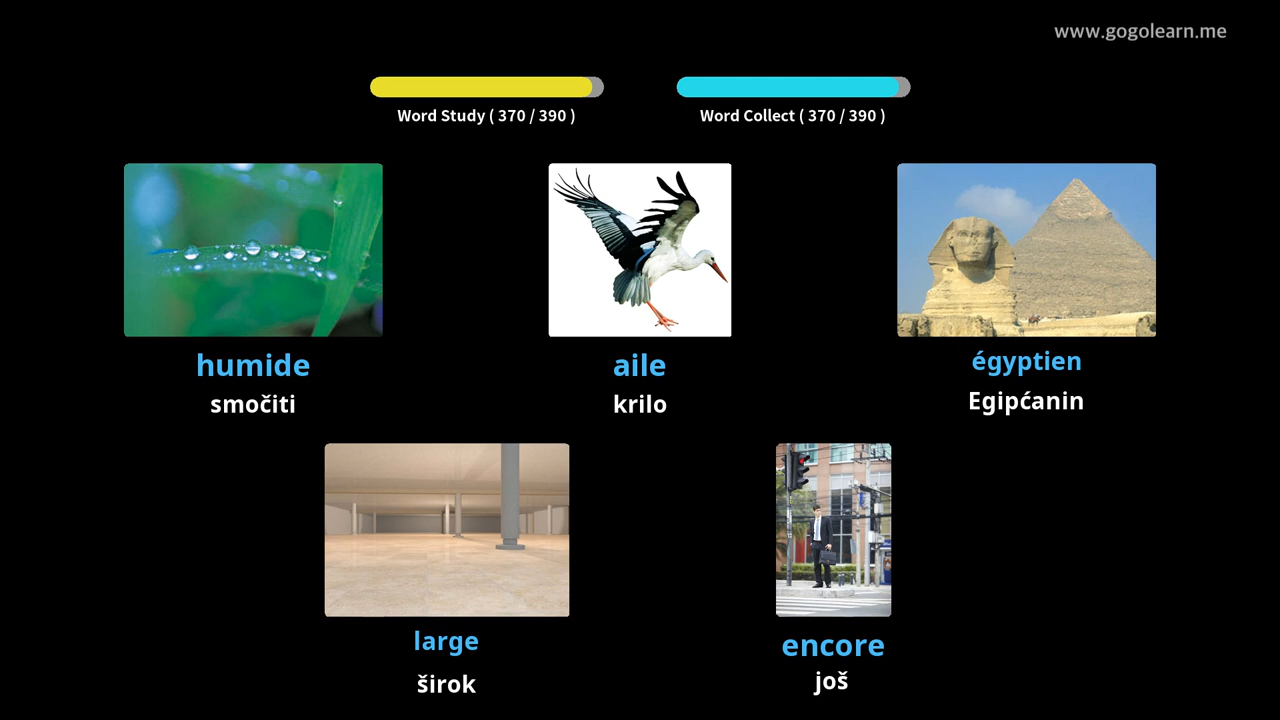 www.gogolearn.me
Word Study ( 370 / 390 )
Word Collect ( 370 / 390 )
humide
smočiti
aile
krilo
égyptien
Egipćanin
large
širok
encore
još